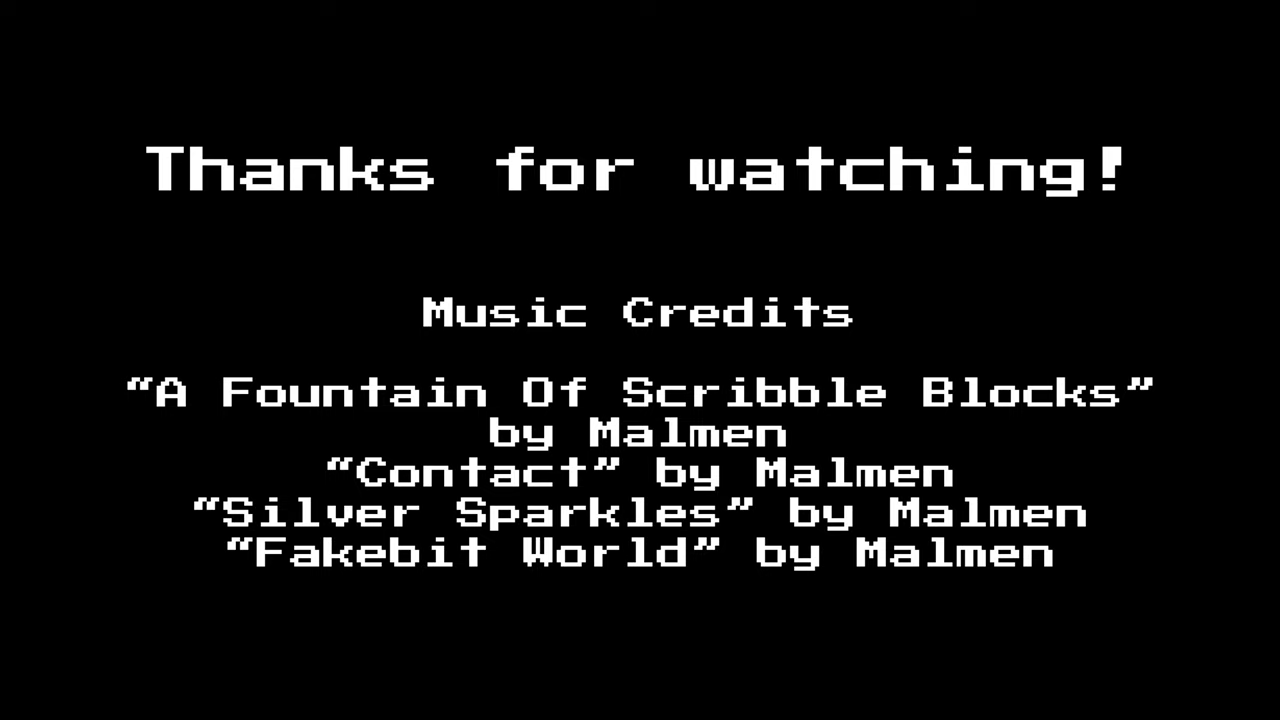 Thanks for watching!
Music Credits
“A Fountain Of Scribble Blocks”
by Malmen
“Contact” by Malmen
“Silver Sparkles” by Malmen
“Fakebit World” by Malmen